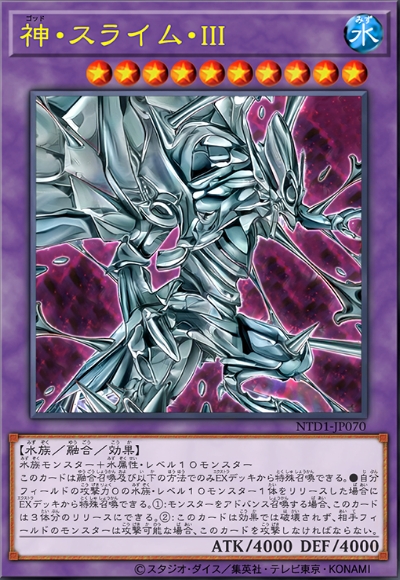 ゴッド
神・スライム・III
みず
水
NTD1-JP070
【水族／融合／効果】
水族モンスター＋水属性・レベル１０モンスター
このカードは融合召喚及び以下の方法でのみEXデッキから特殊召喚できる。●自分
フィールドの攻撃力０の水族・レベル１０モンスター１体をリリースした場合に
EXデッキから特殊召喚できる。①：モンスターをアドバンス召喚する場合、このカード
は３体分のリリースにできる。②：このカードは効果では破壊されず、相手フィ
ールドのモンスターは攻撃可能な場合、このカードを攻撃しなければならない。
ATK/4000 DEF/4000
©スタジオ・ダイス／集英社・テレビ東京・KONAMI